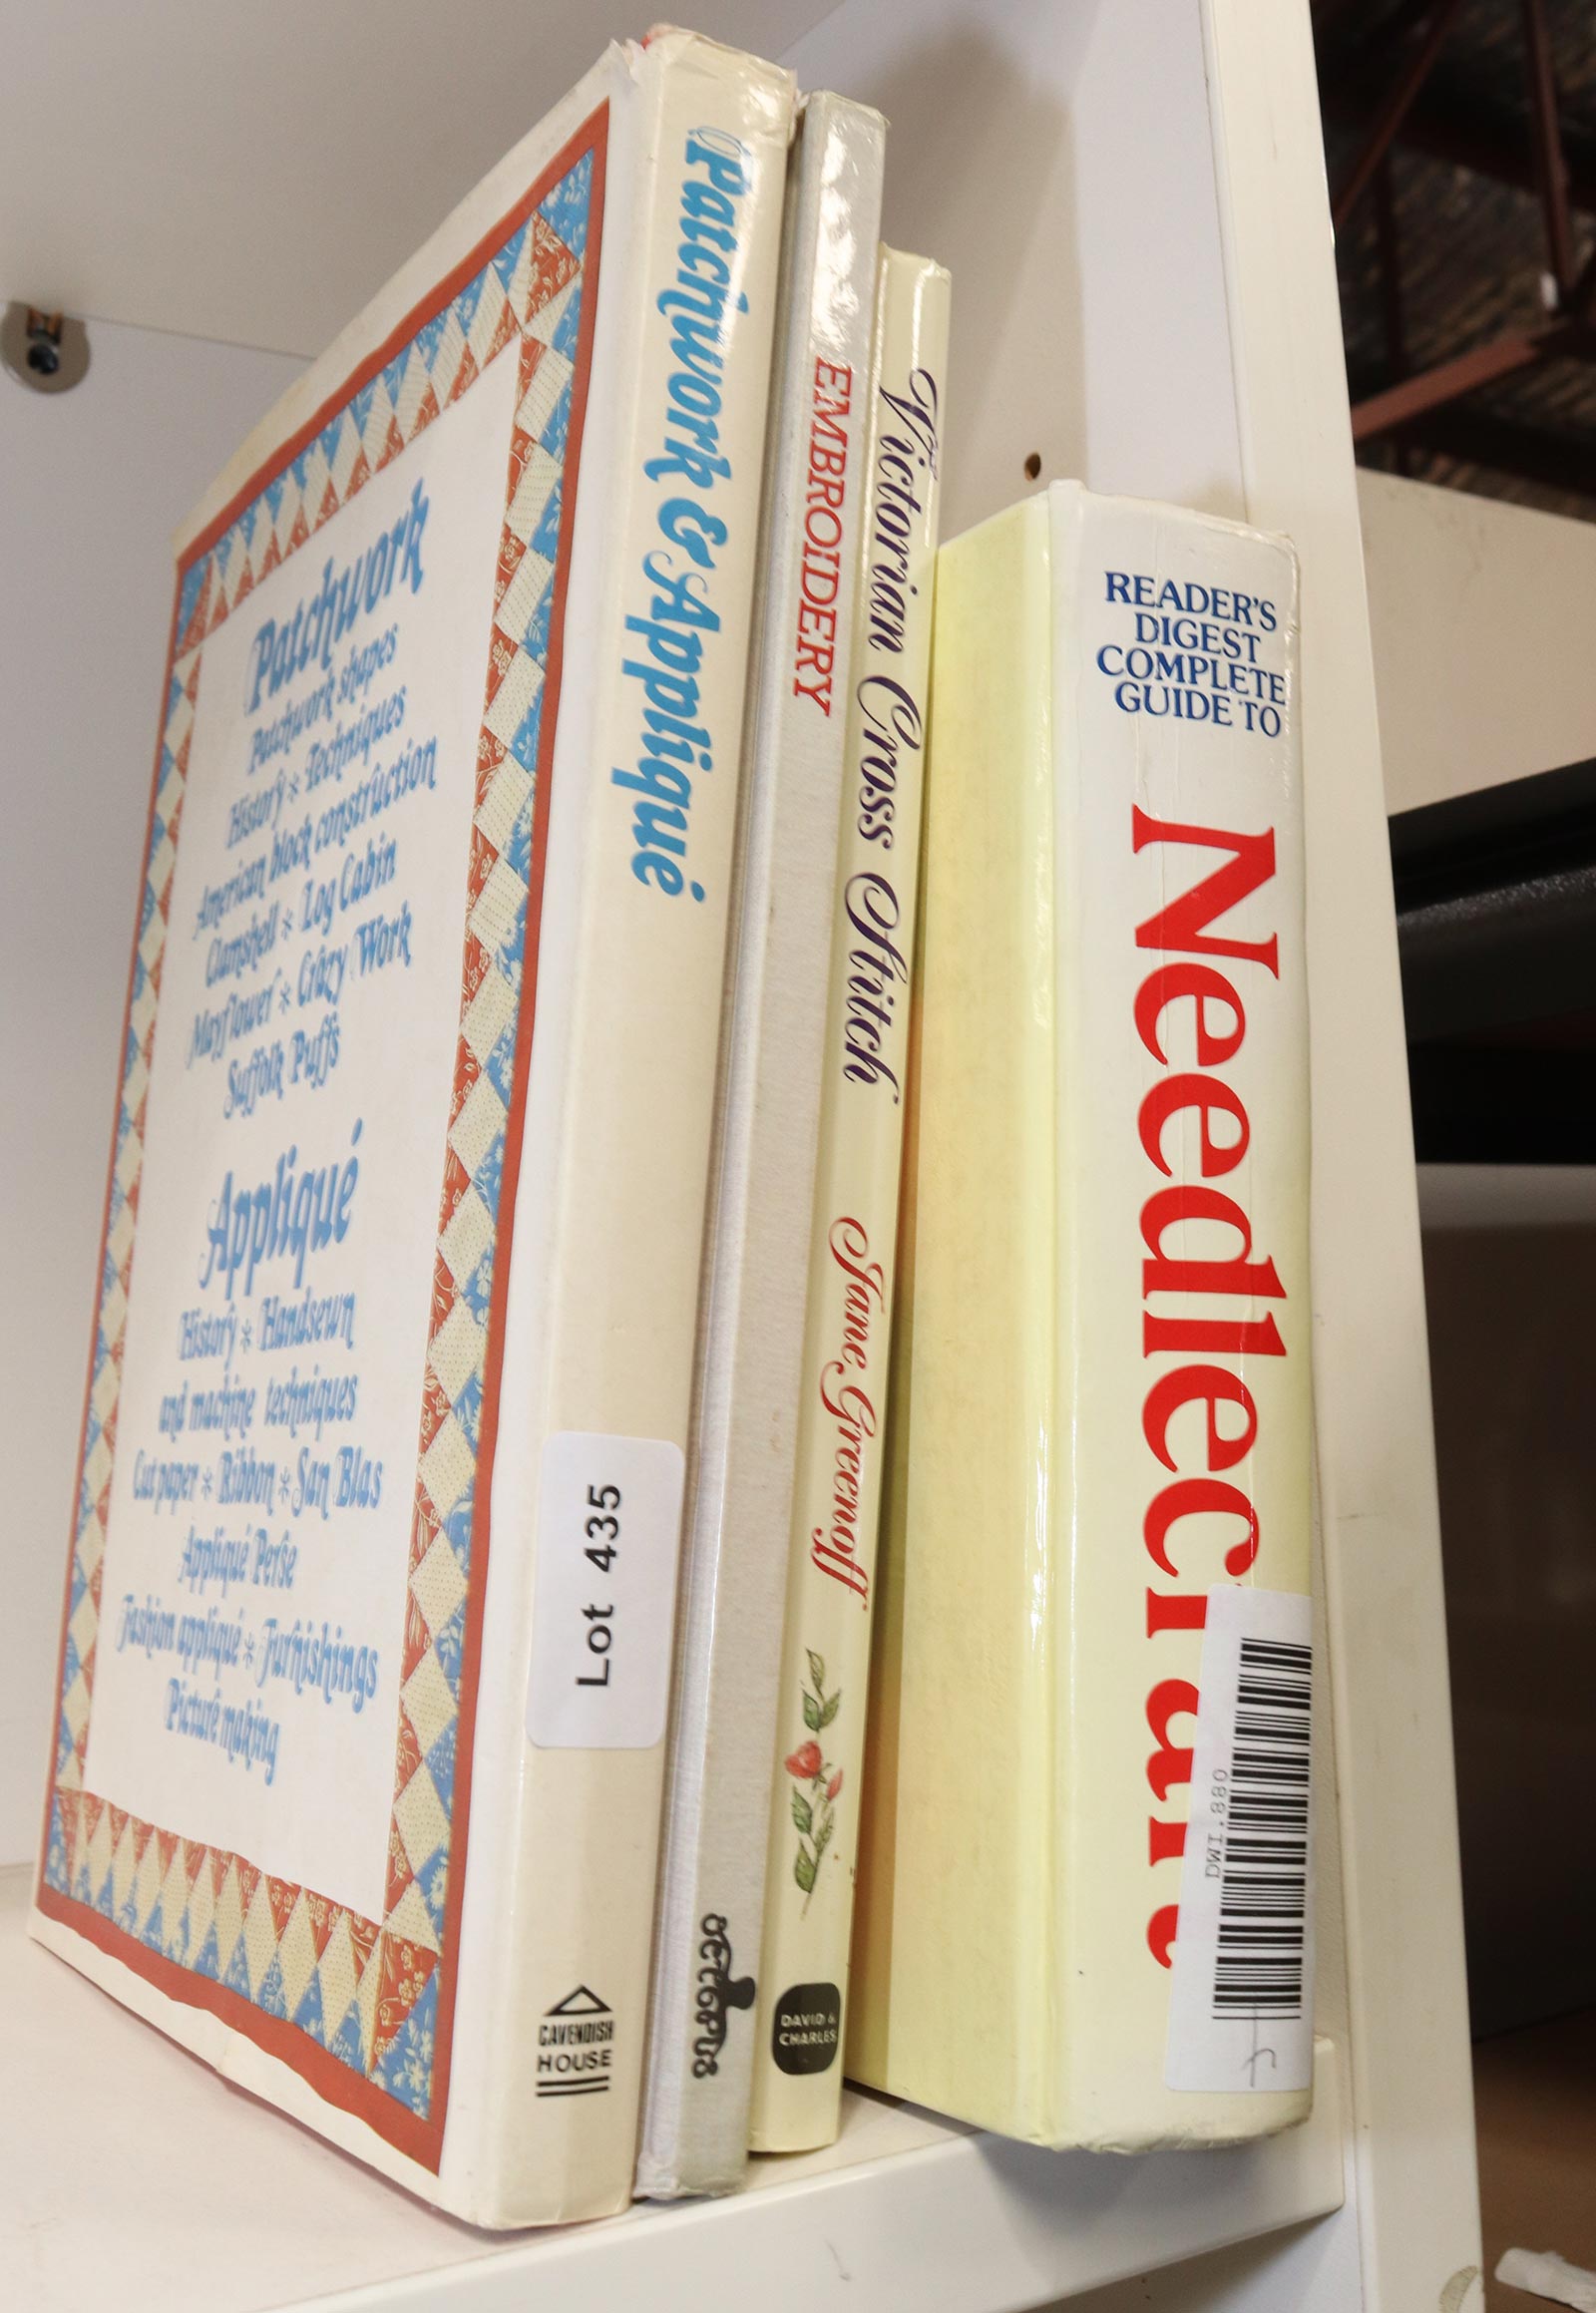 Patchwork
Patchwork shapes
History * Techniques
American block construction
Clamshell * Log Cabin
Mayflower * Crazy Work
Suffolk Puffs
Appliqué
History * Handsewn
and machine techniques
Cut paper * Ribbon * San Blas
Appliqué Perse
Fashion appliqué * Furnishings
Picture making
Patchwork & Appliqué
Lot 435
CAVENDISH
HOUSE
EMBROIDERY
octopus
Victorian Cross Stitch
Jane Greenoff
DAVID &
CHARLES
READER'S
DIGEST
COMPLETE
GUIDE TO
Needlecraft
DWI.880